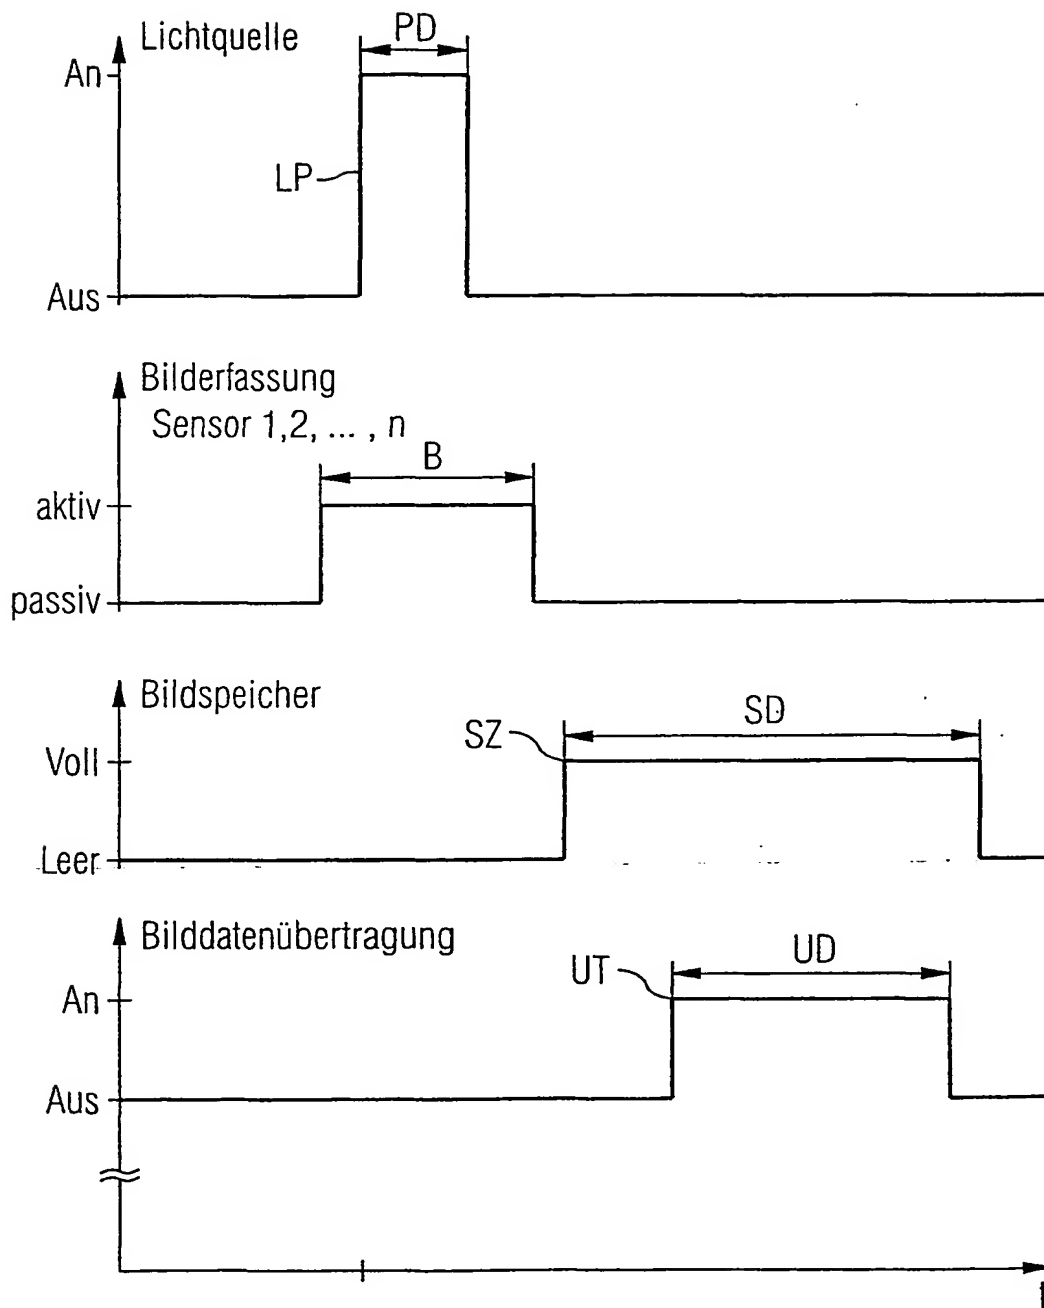 Lichtquelle
PD
An
LP
Aus
Bilderfassung
Sensor 1,2, ... , n
B
aktiv
passiv
Bildspeicher
SD
SZ
Voll
Leer
Bilddatenübertragung
UD
UT
An
Aus
t